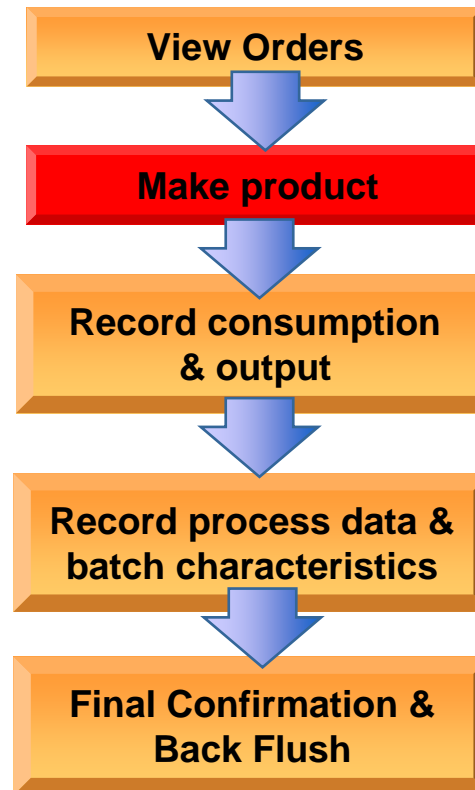 View Orders
Make product
Record consumption
& output
Record process data &
batch characteristics
Final Confirmation &
Back Flush